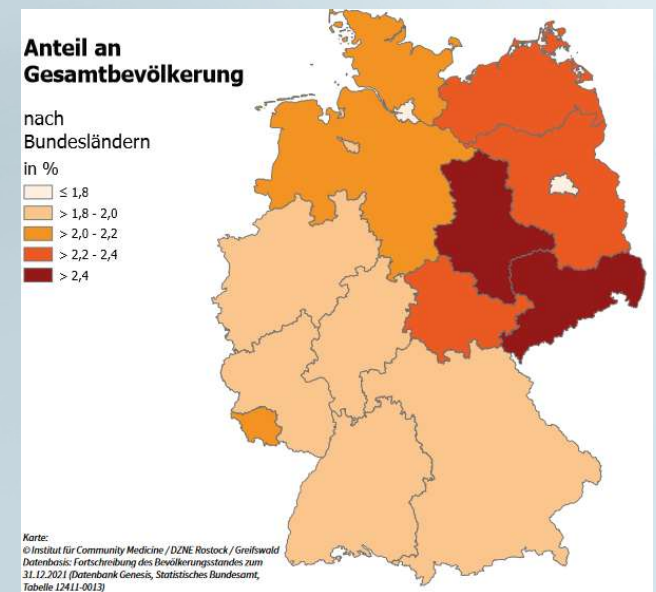 Anteil an
Gesamtbevölkerung
nach
Bundesländern
in %
≤ 1,8
> 1,8 - 2,0
> 2,0 - 2,2
> 2,2 - 2,4
> 2,4
Karte:
© Institut für Community Medicine / DZNE Rostock / Greifswald
Datenbasis: Fortschreibung des Bevölkerungsstandes zum
31.12.2021 (Datenbank Genesis, Statistisches Bundesamt,
Tabelle 12411-0013)